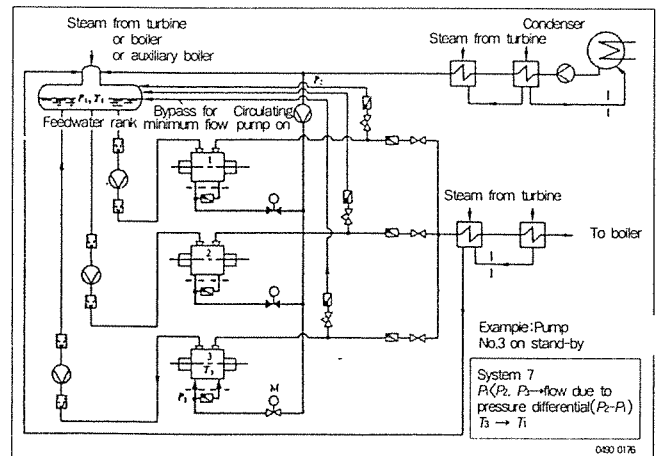 Steam from turbine
or boiler
or auxiliary boiler
Condenser
Steam from turbine
P₂
P₁, T₁
Feedwater rank
Bypass for
minimum flow
Circulating
pump on
1
Steam from turbine
To boiler
2
Example:Pump
No.3 on stand-by
3
T₃
P₃
M
System 7
P₁(P₂, P₃→flow due to
pressure differential(P₂-P₁)
T₃ → T₁
0490 0176